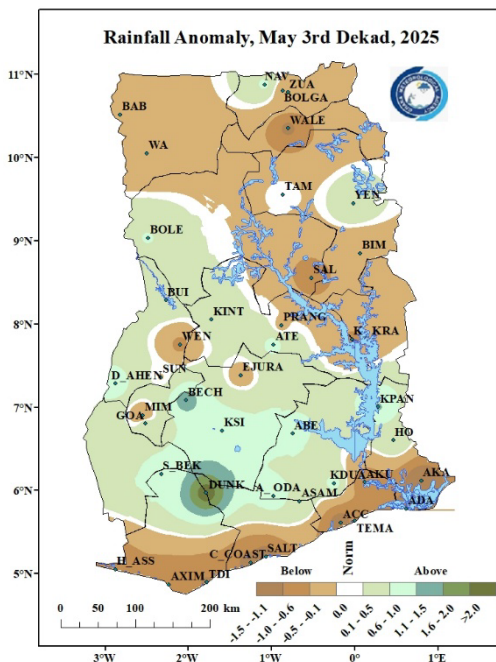 Rainfall Anomaly, May 3rd Dekad, 2025
11°N
NAV
ZUA
BOLGA
BAB
WALE
10°N
WA
TAM
YEN
9°N
BOLE
BIM
SAL
BUI
KINT
PRANG
8°N
WEN
ATE
K_KRA
SUN
EJURA
D_AHEN
BECH
KPAN
7°N
MIM
GOA
KSI
ABE
HO
S_BEK
KDUA
AKU
AKA
6°N
DUNK
A_ODA
ASAM
ADA
ACC
TEMA
Norm
SALT
C_COAST
H_ASS
5°N
AXIM
TDI
Below
Above
-1.5 - -1.1
-1.0 - -0.6
-0.5 - -0.1
0.0
0.1 - 0.5
0.6 - 1.0
1.1 - 1.5
1.6 - 2.0
>2.0
0
100
200 km
3°W
2°W
1°W
0°
1°E